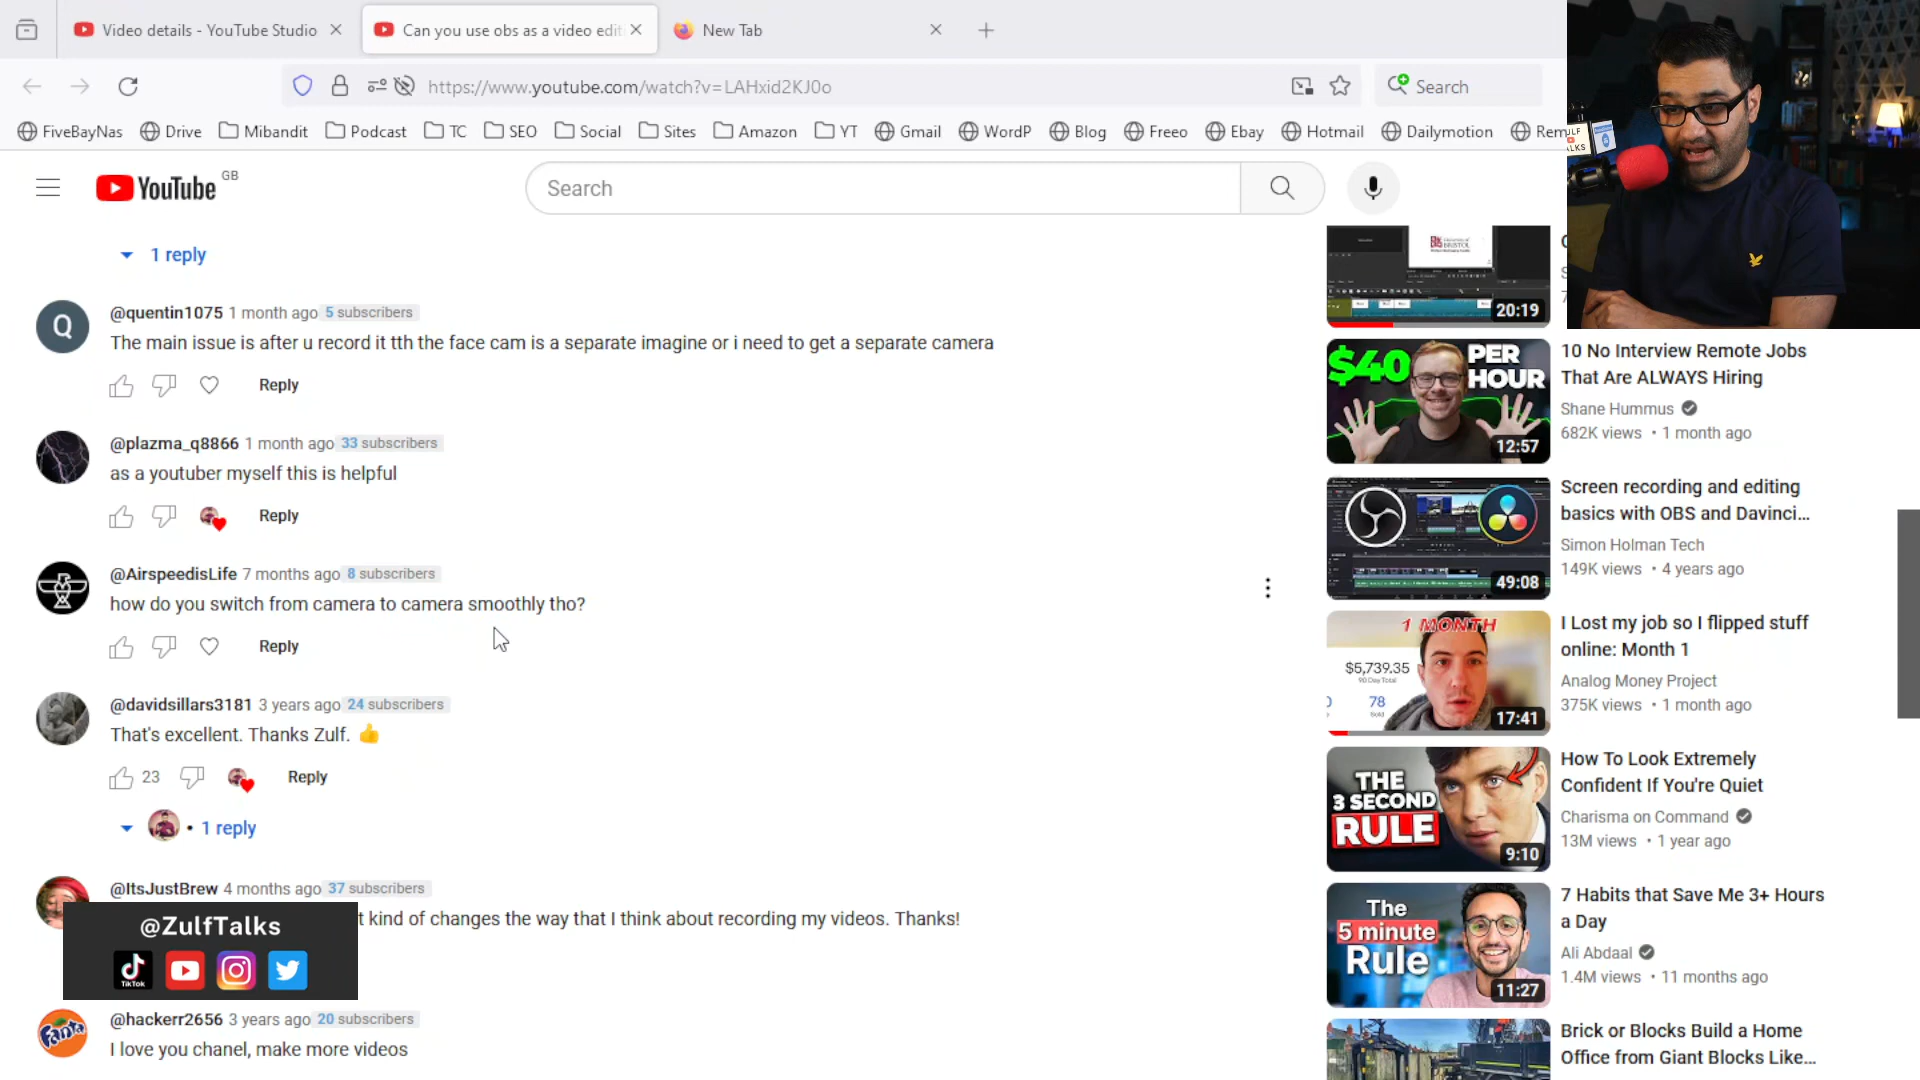 Video details - YouTube Studio
Can you use obs as a video edit
New Tab
https://www.youtube.com/watch?v=LAHxid2KJ0o
Search
FiveBayNas
Drive
Mibandit
Podcast
TC
SEO
Social
Sites
Amazon
YT
Gmail
WordP
Blog
Freeo
Ebay
Hotmail
Dailymotion
Rem
YouTube GB
Search
1 reply
@quentin1075 1 month ago 5 subscribers
The main issue is after u record it tth the face cam is a separate imagine or i need to get a separate camera
Reply
@plazma_q8866 1 month ago 33 subscribers
as a youtuber myself this is helpful
Reply
@AirspeedisLife 7 months ago 8 subscribers
how do you switch from camera to camera smoothly tho?
Reply
@davidsillars3181 3 years ago 24 subscribers
That's excellent. Thanks Zulf. 👍
23 Reply
• 1 reply
@ItsJustBrew 4 months ago 37 subscribers
kind of changes the way that I think about recording my videos. Thanks!
@ZulfTalks
TikTok
@hackerr2656 3 years ago 20 subscribers
I love you chanel, make more videos
BRISTOL
20:19
$40 PER HOUR
12:57
10 No Interview Remote Jobs
That Are ALWAYS Hiring
Shane Hummus
682K views • 1 month ago
49:08
Screen recording and editing
basics with OBS and Davinci...
Simon Holman Tech
149K views • 4 years ago
1 MONTH
$5,739.35
90 Day Total
78
Sold
17:41
I Lost my job so I flipped stuff
online: Month 1
Analog Money Project
375K views • 1 month ago
THE
3 SECOND
RULE
9:10
How To Look Extremely
Confident If You're Quiet
Charisma on Command
13M views • 1 year ago
The
5 minute
Rule
11:27
7 Habits that Save Me 3+ Hours
a Day
Ali Abdaal
1.4M views • 11 months ago
Brick or Blocks Build a Home
Office from Giant Blocks Like...
ULF
ALKS
Q
Fanta